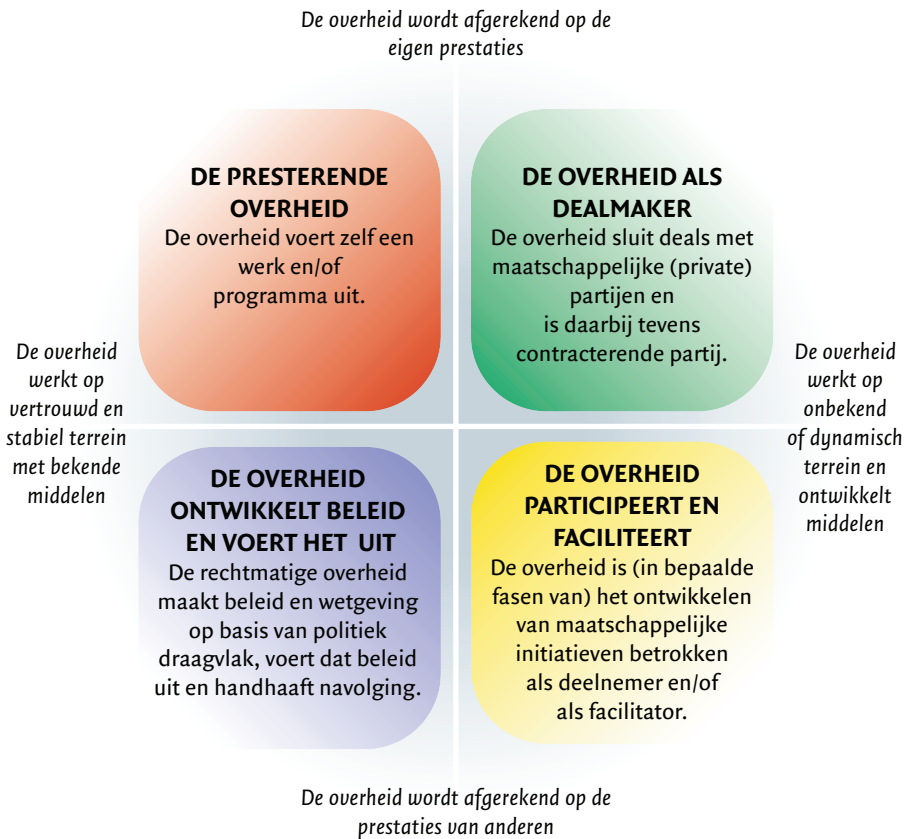 De overheid wordt afgerekend op de
eigen prestaties
DE PRESTERENDE
OVERHEID
De overheid voert zelf een
werk en/of
programma uit.
DE OVERHEID ALS
DEALMAKER
De overheid sluit deals met
maatschappelijke (private)
partijen en
is daarbij tevens
contracterende partij.
De overheid
werkt op
vertrouwd en
stabiel terrein
met bekende
middelen
De overheid
werkt op
onbekend
of dynamisch
terrein en
ontwikkelt
middelen
DE OVERHEID
ONTWIKKELT BELEID
EN VOERT HET UIT
De rechtmatige overheid
maakt beleid en wetgeving
op basis van politiek
draagvlak, voert dat beleid
uit en handhaaft navolging.
DE OVERHEID
PARTICIPEERT EN
FACILITEERT
De overheid is (in bepaalde
fasen van) het ontwikkelen
van maatschappelijke
initiatieven betrokken
als deelnemer en/of
als facilitator.
De overheid wordt afgerekend op de
prestaties van anderen